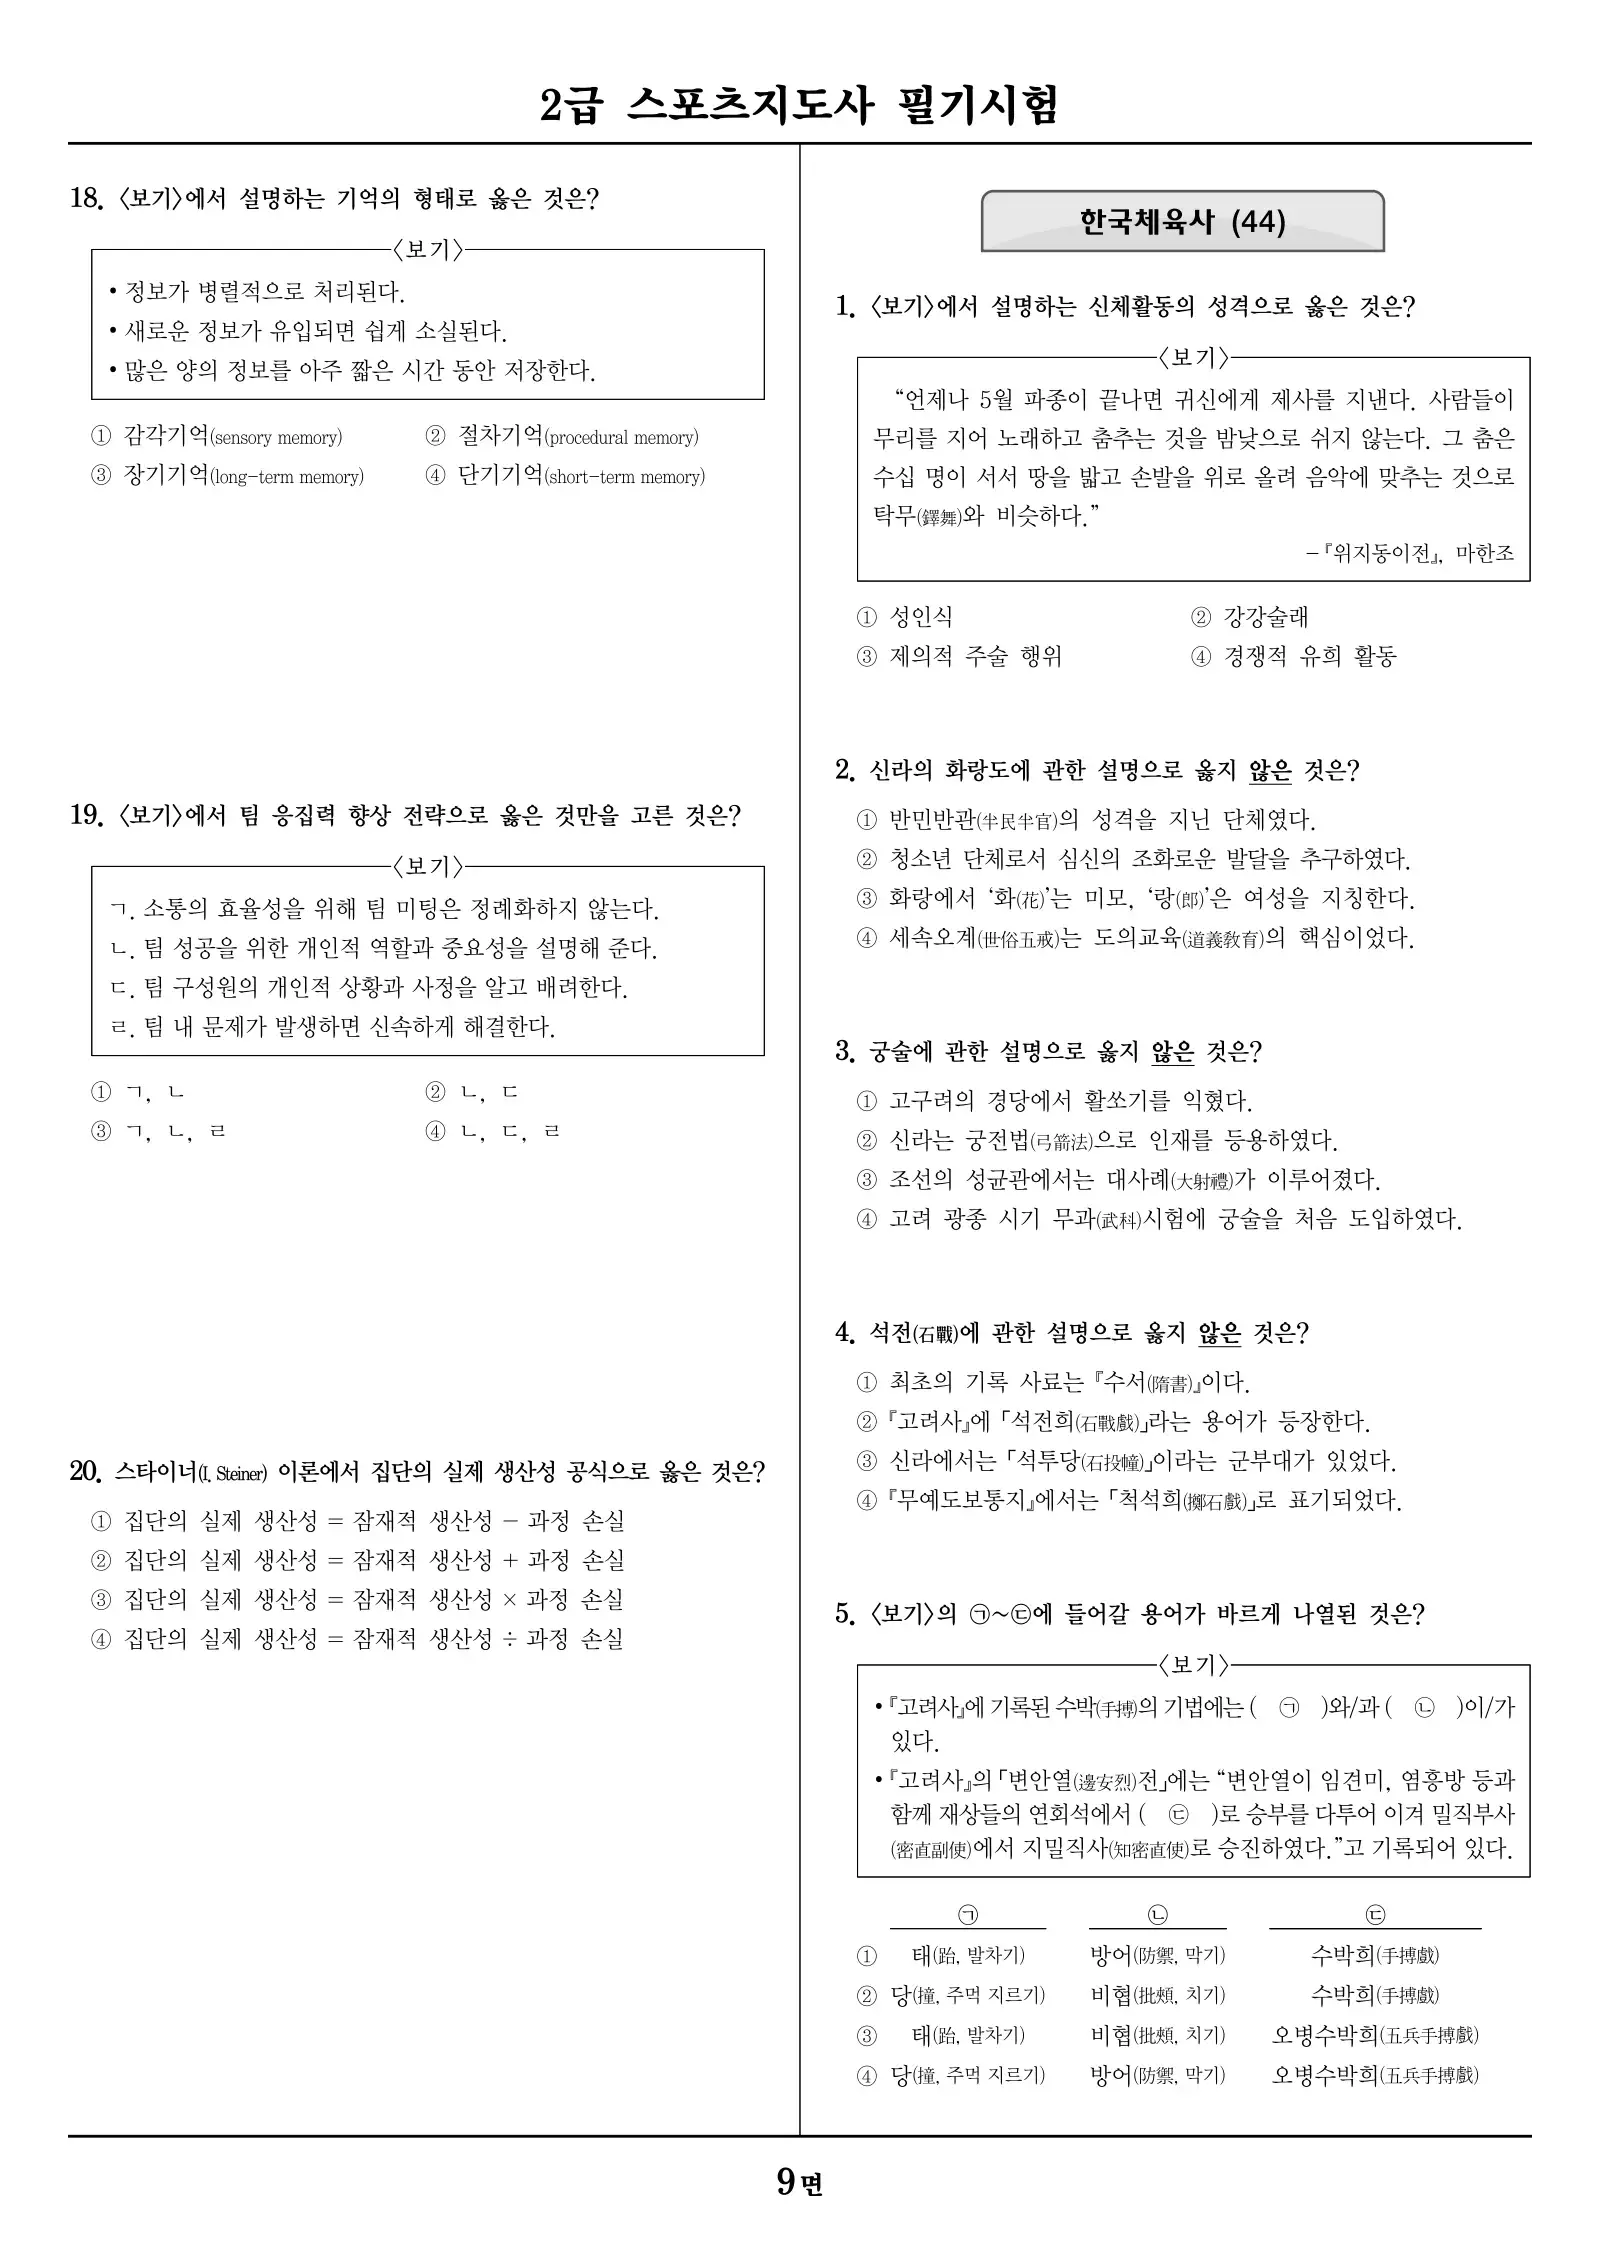 2급 스포츠지도사 필기시험
18. 〈보기〉에서 설명하는 기억의 형태로 옳은 것은?
〈보기〉
• 정보가 병렬적으로 처리된다.
• 새로운 정보가 유입되면 쉽게 소실된다.
• 많은 양의 정보를 아주 짧은 시간 동안 저장한다.
① 감각기억(sensory memory) ② 절차기억(procedural memory)
③ 장기기억(long-term memory) ④ 단기기억(short-term memory)
19. 〈보기〉에서 팀 응집력 향상 전략으로 옳은 것만을 고른 것은?
〈보기〉
ㄱ. 소통의 효율성을 위해 팀 미팅은 정례화하지 않는다.
ㄴ. 팀 성공을 위한 개인적 역할과 중요성을 설명해 준다.
ㄷ. 팀 구성원의 개인적 상황과 사정을 알고 배려한다.
ㄹ. 팀 내 문제가 발생하면 신속하게 해결한다.
① ㄱ, ㄴ ② ㄴ, ㄷ
③ ㄱ, ㄴ, ㄹ ④ ㄴ, ㄷ, ㄹ
20. 스타이너(I. Steiner) 이론에서 집단의 실제 생산성 공식으로 옳은 것은?
① 집단의 실제 생산성 = 잠재적 생산성 − 과정 손실
② 집단의 실제 생산성 = 잠재적 생산성 + 과정 손실
③ 집단의 실제 생산성 = 잠재적 생산성 × 과정 손실
④ 집단의 실제 생산성 = 잠재적 생산성 ÷ 과정 손실
한국체육사 (44)
1. 〈보기〉에서 설명하는 신체활동의 성격으로 옳은 것은?
〈보기〉
“언제나 5월 파종이 끝나면 귀신에게 제사를 지낸다. 사람들이
무리를 지어 노래하고 춤추는 것을 밤낮으로 쉬지 않는다. 그 춤은
수십 명이 서서 땅을 밟고 손발을 위로 올려 음악에 맞추는 것으로
탁무(鐸舞)와 비슷하다.”
-『위지동이전』, 마한조
① 성인식 ② 강강술래
③ 제의적 주술 행위 ④ 경쟁적 유희 활동
2. 신라의 화랑도에 관한 설명으로 옳지 않은 것은?
① 반민반관(半民半官)의 성격을 지닌 단체였다.
② 청소년 단체로서 심신의 조화로운 발달을 추구하였다.
③ 화랑에서 ‘화(花)’는 미모, ‘랑(郎)’은 여성을 지칭한다.
④ 세속오계(世俗五戒)는 도의교육(道義敎育)의 핵심이었다.
3. 궁술에 관한 설명으로 옳지 않은 것은?
① 고구려의 경당에서 활쏘기를 익혔다.
② 신라는 궁전법(弓箭法)으로 인재를 등용하였다.
③ 조선의 성균관에서는 대사례(大射禮)가 이루어졌다.
④ 고려 광종 시기 무과(武科)시험에 궁술을 처음 도입하였다.
4. 석전(石戰)에 관한 설명으로 옳지 않은 것은?
① 최초의 기록 사료는 『수서(隋書)』이다.
② 『고려사』에 「석전희(石戰戲)」라는 용어가 등장한다.
③ 신라에서는 「석투당(石投幢)」이라는 군부대가 있었다.
④ 『무예도보통지』에서는 「척석희(擲石戲)」로 표기되었다.
5. 〈보기〉의 ㉠~㉢에 들어갈 용어가 바르게 나열된 것은?
〈보기〉
• 『고려사』에 기록된 수박(手搏)의 기법에는 ( ㉠ )와/과 ( ㉡ )이/가
있다.
• 『고려사』의 「변안열(邊安烈)전」에는 “변안열이 임견미, 염흥방 등과
함께 재상들의 연회석에서 ( ㉢ )로 승부를 다투어 이겨 밀직부사
(密直副使)에서 지밀직사(知密直使)로 승진하였다.”고 기록되어 있다.
㉠ ㉡ ㉢
① 태(跆, 발차기) 방어(防禦, 막기) 수박희(手搏戲)
② 당(撞, 주먹 지르기) 비협(批頰, 치기) 수박희(手搏戲)
③ 태(跆, 발차기) 비협(批頰, 치기) 오병수박희(五兵手搏戲)
④ 당(撞, 주먹 지르기) 방어(防禦, 막기) 오병수박희(五兵手搏戲)
9면